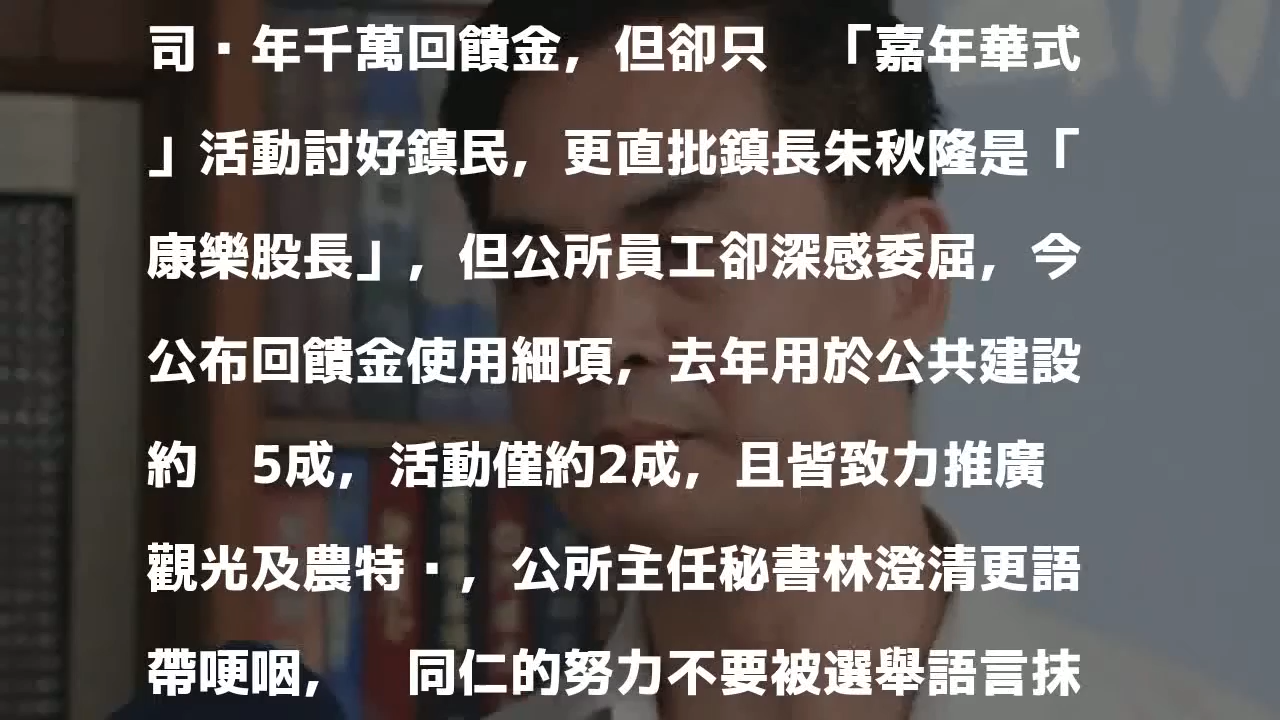 司▪年千萬回饋金，但卻只　「嘉年華式
」活動討好鎮民，更直批鎮長朱秋隆是「
康樂股長」，但公所員工卻深感委屈，今
公布回饋金使用細項，去年用於公共建設
約　5成，活動僅約2成，且皆致力推廣
觀光及農特▪，公所主任秘書林澄清更語
帶哽咽，　同仁的努力不要被選舉語言抹